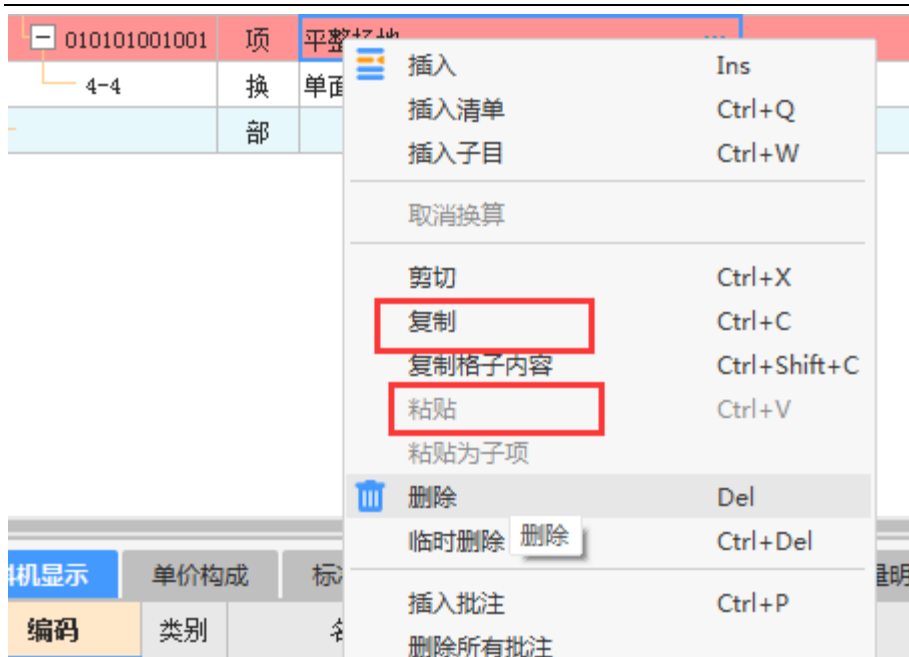 010101001001 项 平整场地 ...
4-4 换 单面
部
插入 Ins
插入清单 Ctrl+Q
插入子目 Ctrl+W
取消换算
剪切 Ctrl+X
复制 Ctrl+C
复制格子内容 Ctrl+Shift+C
粘贴 Ctrl+V
粘贴为子项
删除 Del
临时删除 Ctrl+Del
删除
插入批注 Ctrl+P
删除所有批注
机显示 单价构成 标
编码 类别 名